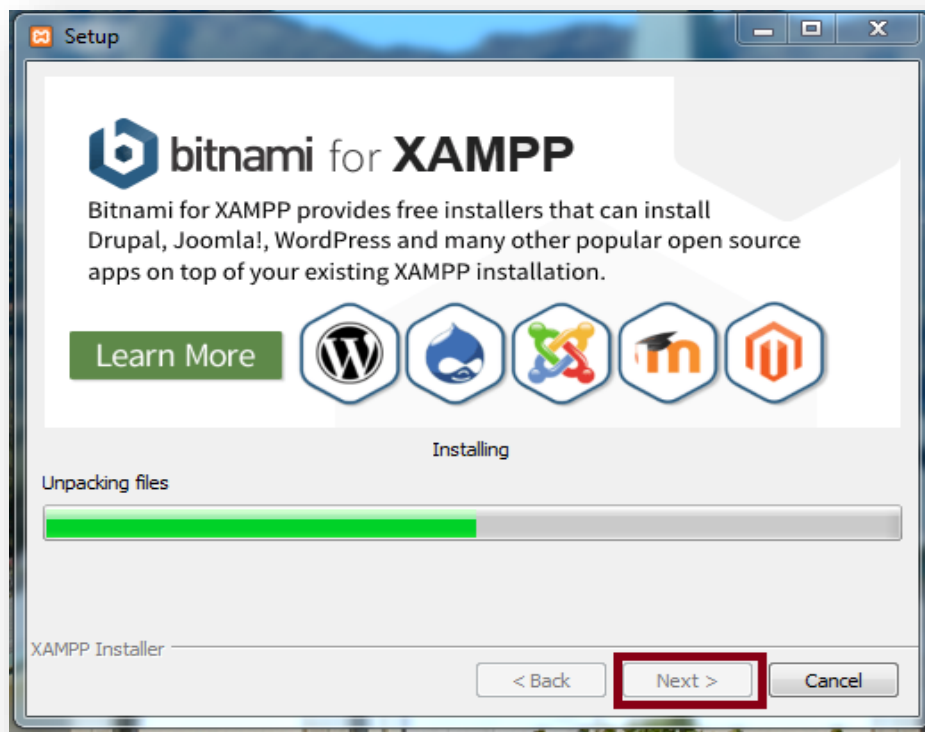 Setup
bitnami for XAMPP
Bitnami for XAMPP provides free installers that can install
Drupal, Joomla!, WordPress and many other popular open source
apps on top of your existing XAMPP installation.
Learn More
Installing
Unpacking files
XAMPP Installer
< Back Next > Cancel